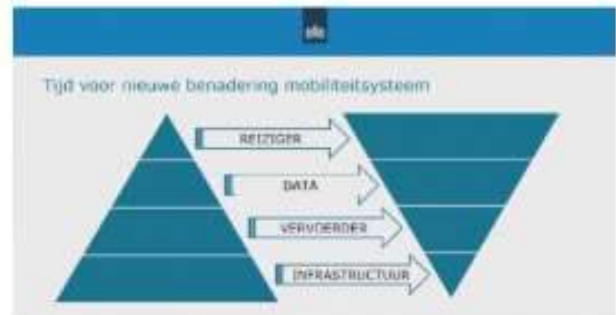 Tijd voor nieuwe benadering mobiliteitsysteem
REIZIGER
DATA
VERVOERDER
INFRASTRUCTUUR